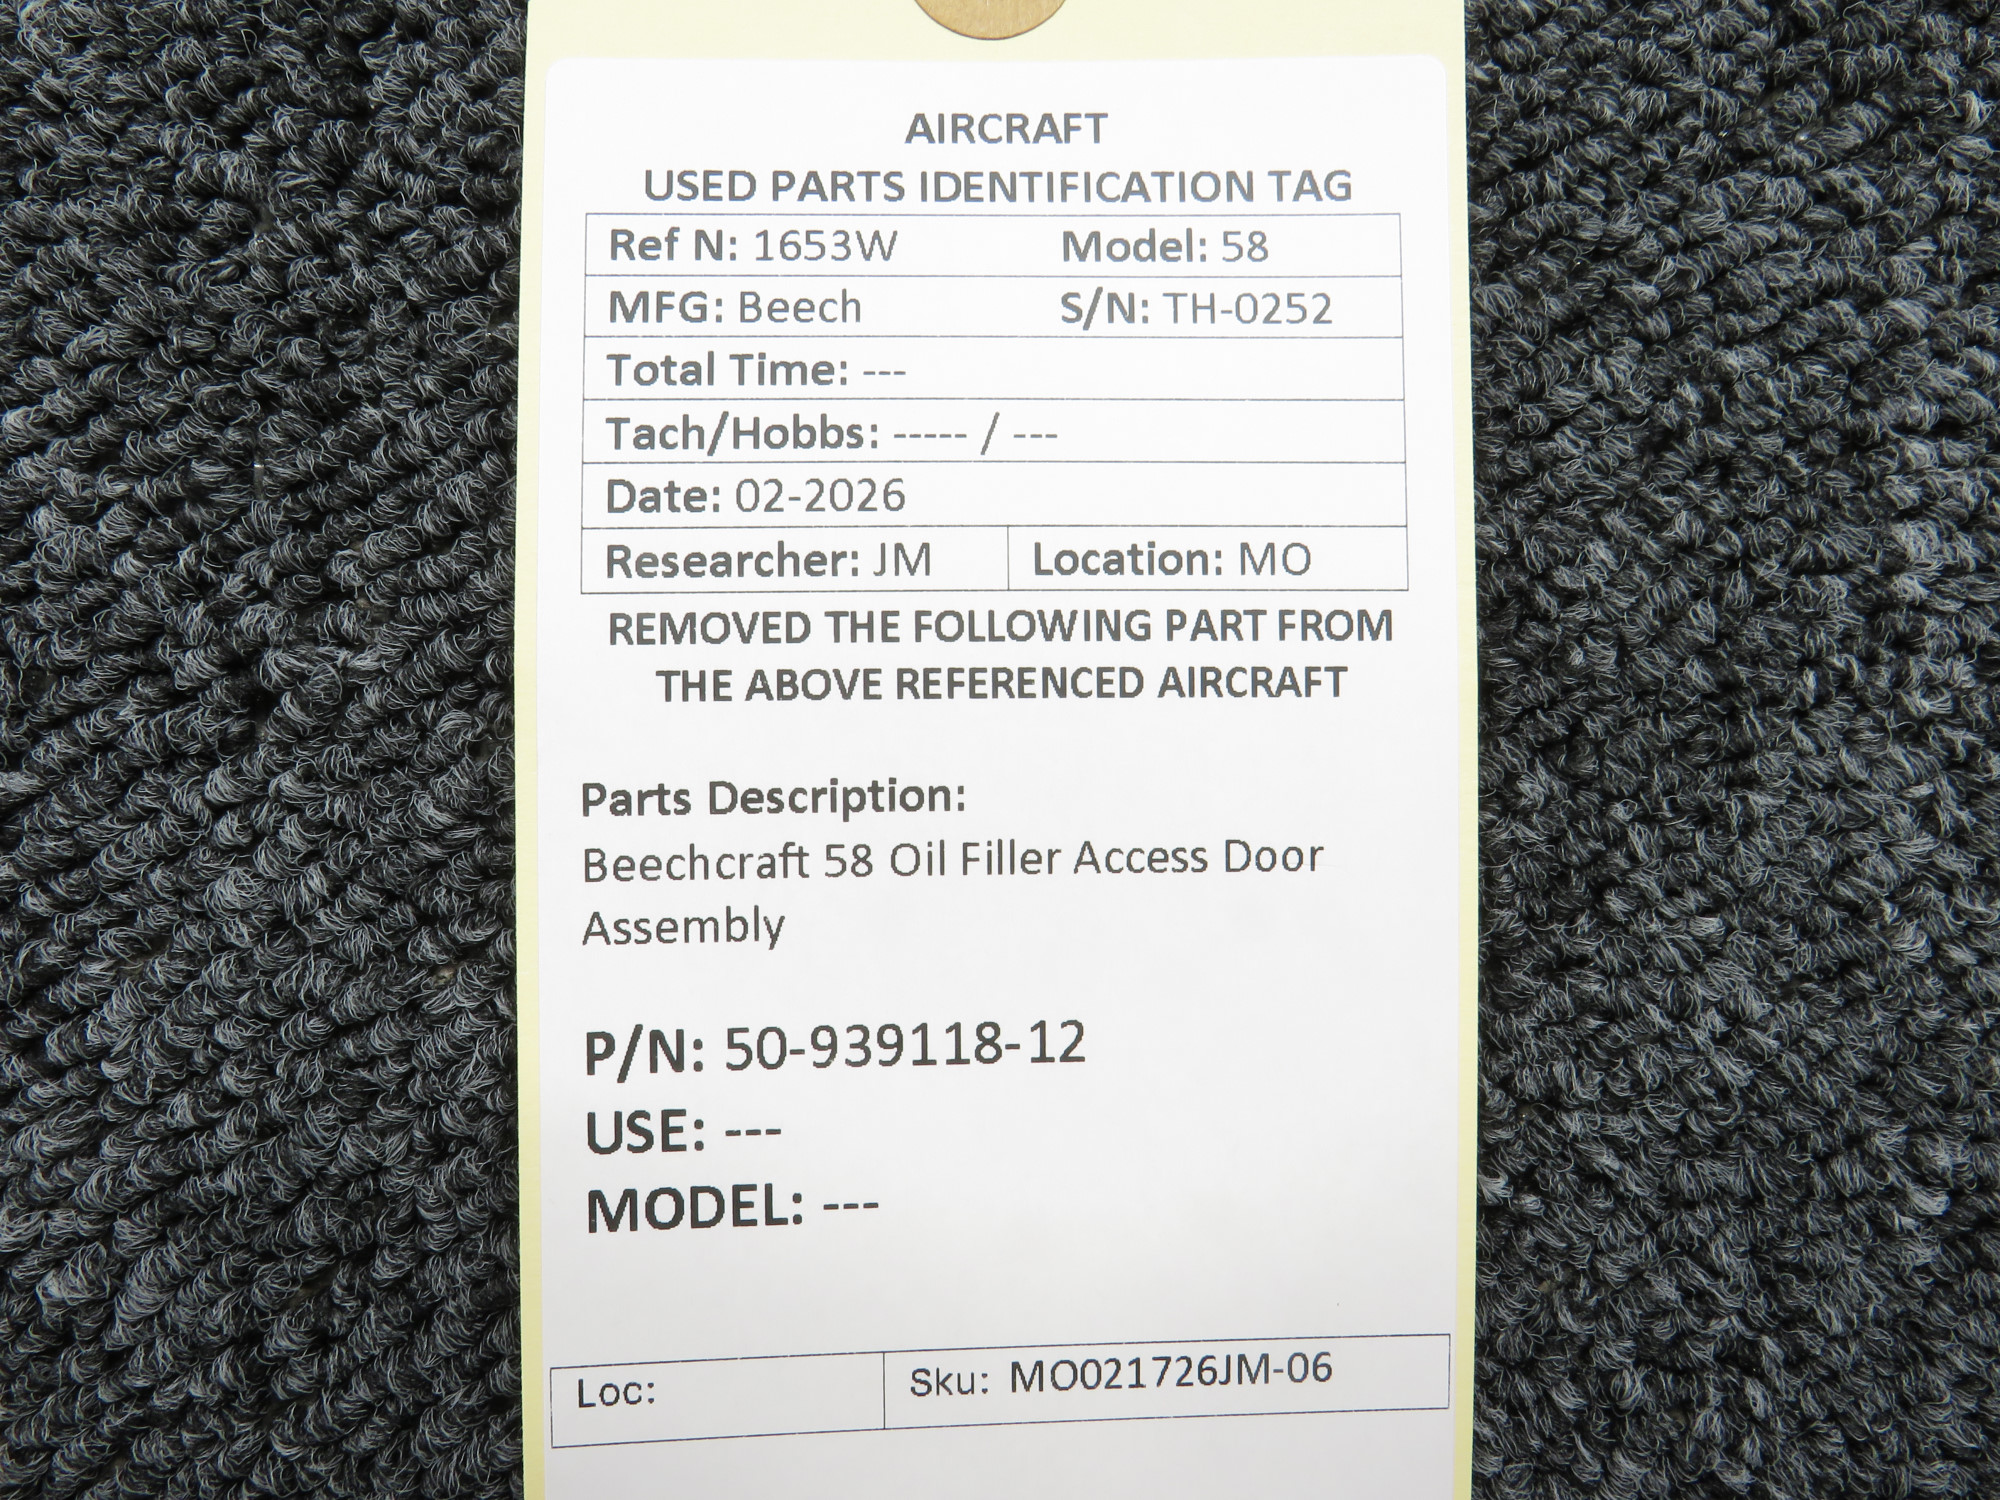 AIRCRAFT
USED PARTS IDENTIFICATION TAG
Ref N: 1653W Model: 58
MFG: Beech S/N: TH-0252
Total Time: ---
Tach/Hobbs: ----- / ---
Date: 02-2026
Researcher: JM Location: MO
REMOVED THE FOLLOWING PART FROM
THE ABOVE REFERENCED AIRCRAFT
Parts Description:
Beechcraft 58 Oil Filler Access Door
Assembly
P/N: 50-939118-12
USE: ---
MODEL: ---
Loc: Sku: MO021726JM-06